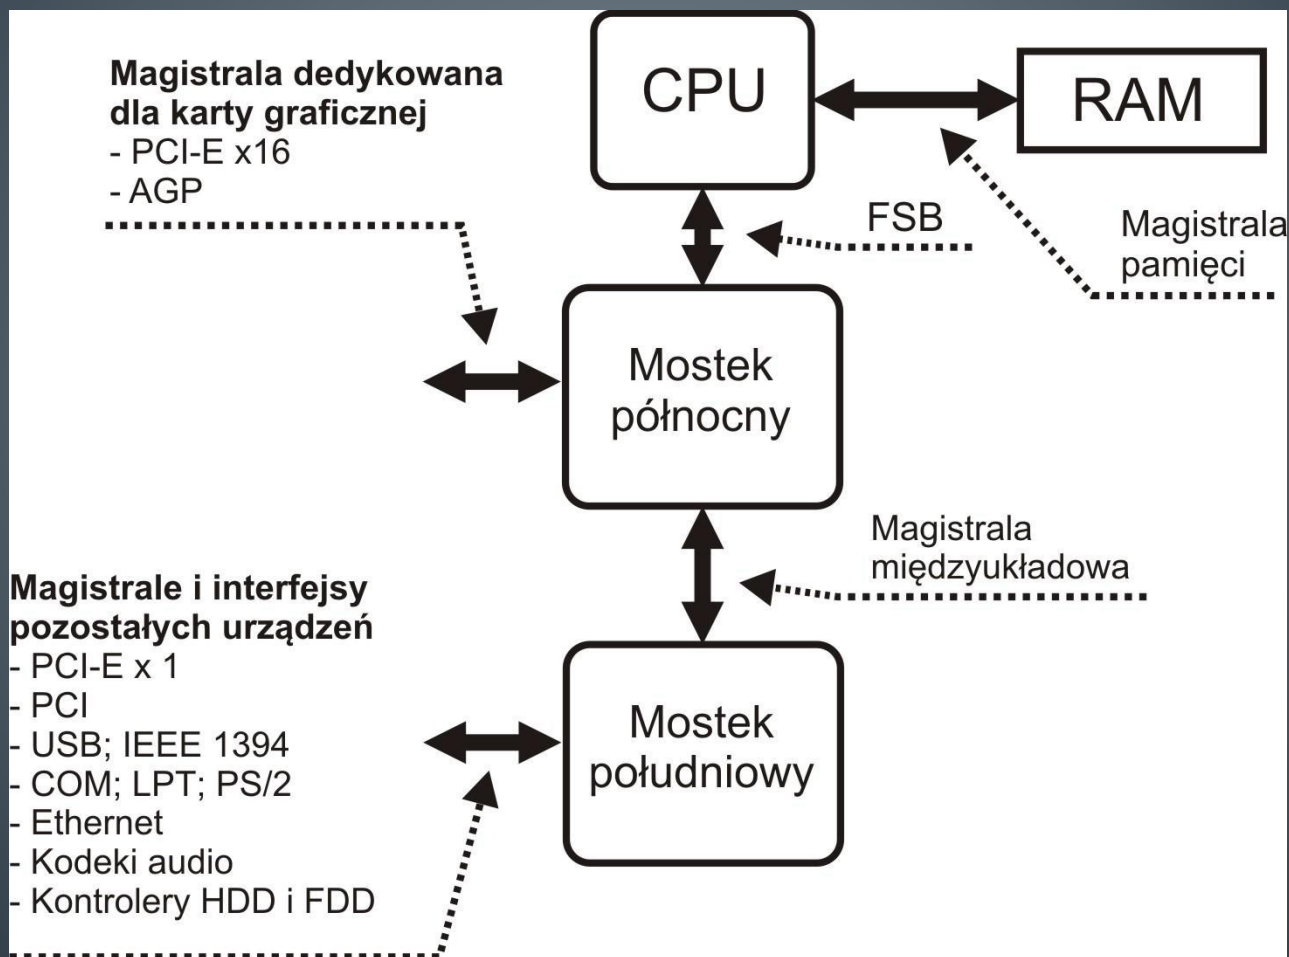 Magistrala dedykowana
dla karty graficznej
- PCI-E x16
- AGP
CPU
RAM
FSB
Magistrala
pamięci
Mostek
północny
Magistrala
międzyukładowa
Magistrale i interfejsy
pozostałych urządzeń
- PCI-E x 1
- PCI
- USB; IEEE 1394
- COM; LPT; PS/2
- Ethernet
- Kodeki audio
- Kontrolery HDD i FDD
Mostek
południowy